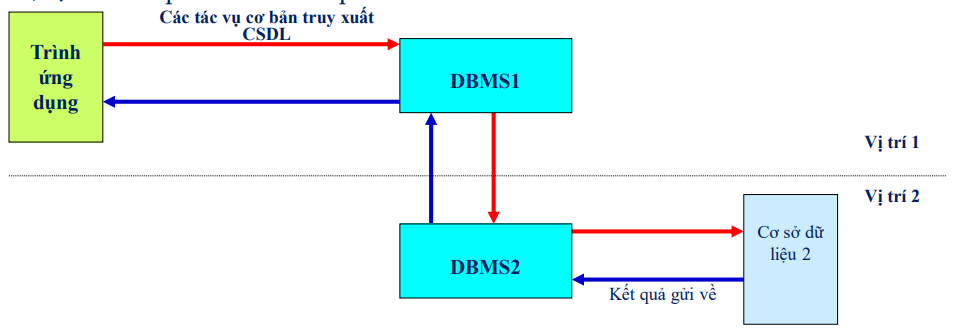 Các tác vụ cơ bản truy xuất
CSDL
Trình
ứng
dụng
DBMS1
Vị trí 1
Vị trí 2
DBMS2
Cơ sở dữ
liệu 2
Kết quả gửi về